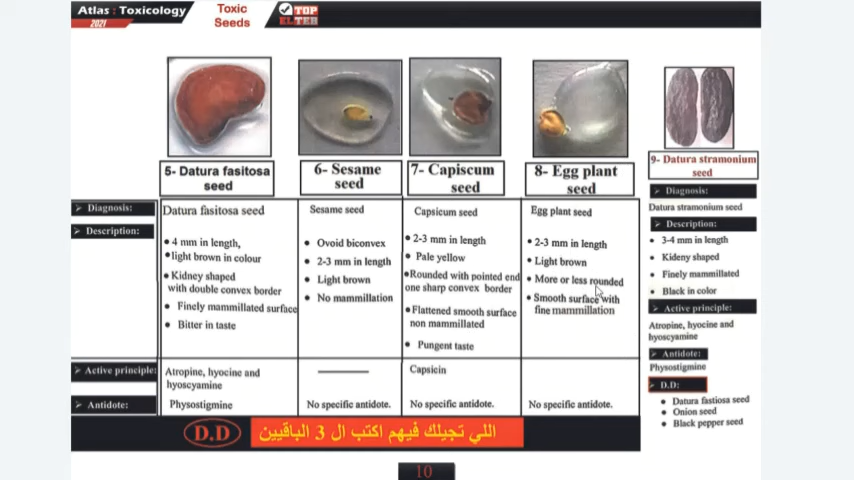 Atlas : Toxicology
2021
Toxic
Seeds
TOP
EL TEB
5- Datura fasitosa
seed
6- Sesame
seed
7- Capiscum
seed
8- Egg plant
seed
9- Datura stramonium
seed
➢ Diagnosis:
Datura fasitosa seed
Sesame seed
Capsicum seed
Egg plant seed
➢ Description:
• 4 mm in length,
• light brown in colour
• Kidney shaped
with double convex border
• Finely mammillated surface
• Bitter in taste
• Ovoid biconvex
• 2-3 mm in length
• Light brown
• No mammillation
• 2-3 mm in length
• Pale yellow
• Rounded with pointed end
one sharp convex border
• Flattened smooth surface
non mammillated
• Pungent taste
• 2-3 mm in length
• Light brown
• More or less rounded
• Smooth surface with
fine mammillation
➢ Active principle:
Atropine, hyocine and
hyoscyamine
Capsicin
➢ Antidote:
Physostigmine
No specific antidote.
No specific antidote.
No specific antidote.
➢ Diagnosis:
Datura stramonium seed
➢ Description:
• 3-4 mm in length
• Kideny shaped
• Finely mammillated
• Black in color
➢ Active principle:
Atropine, hyocine and
hyoscyamine
➢ Antidote:
Physostigmine
➢ D.D:
• Datura fastiosa seed
• Onion seed
• Black pepper seed
D.D
اللي تجيلك فيهم اكتب ال 3 الباقيين
10